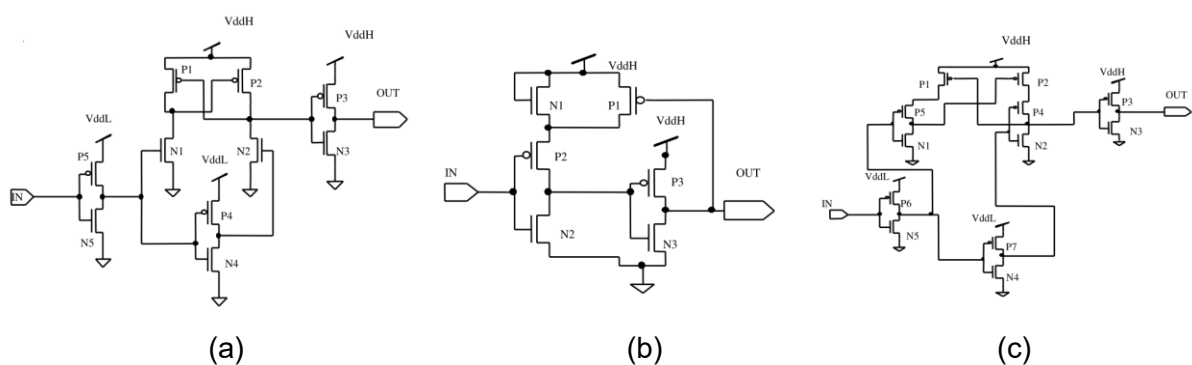 VddH
VddH
P1
P2
P3
OUT
VddL
P5
N1
N2
VddL
N3
IN
P4
N5
N4
(a)
VddH
N1
P1
VddH
P2
IN
P3
OUT
N2
N3
(b)
VddH
P1
P2
VddH
OUT
P5
P4
P3
N1
N2
N3
VddL
IN
P6
VddL
N5
P7
N4
(c)